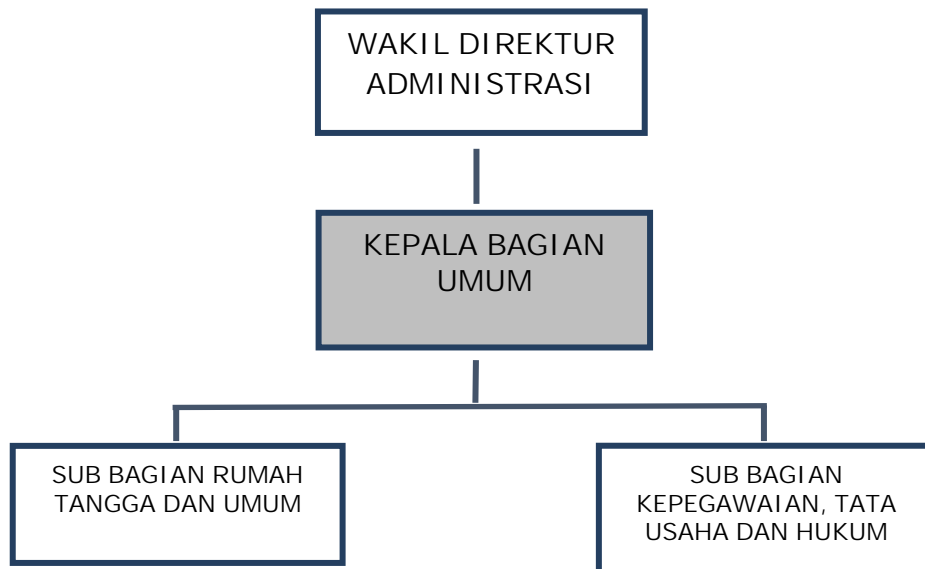 WAKIL DIREKTUR
ADMINISTRASI
KEPALA BAGIAN
UMUM
SUB BAGIAN RUMAH
TANGGA DAN UMUM
SUB BAGIAN
KEPEGAWAIAN, TATA
USAHA DAN HUKUM